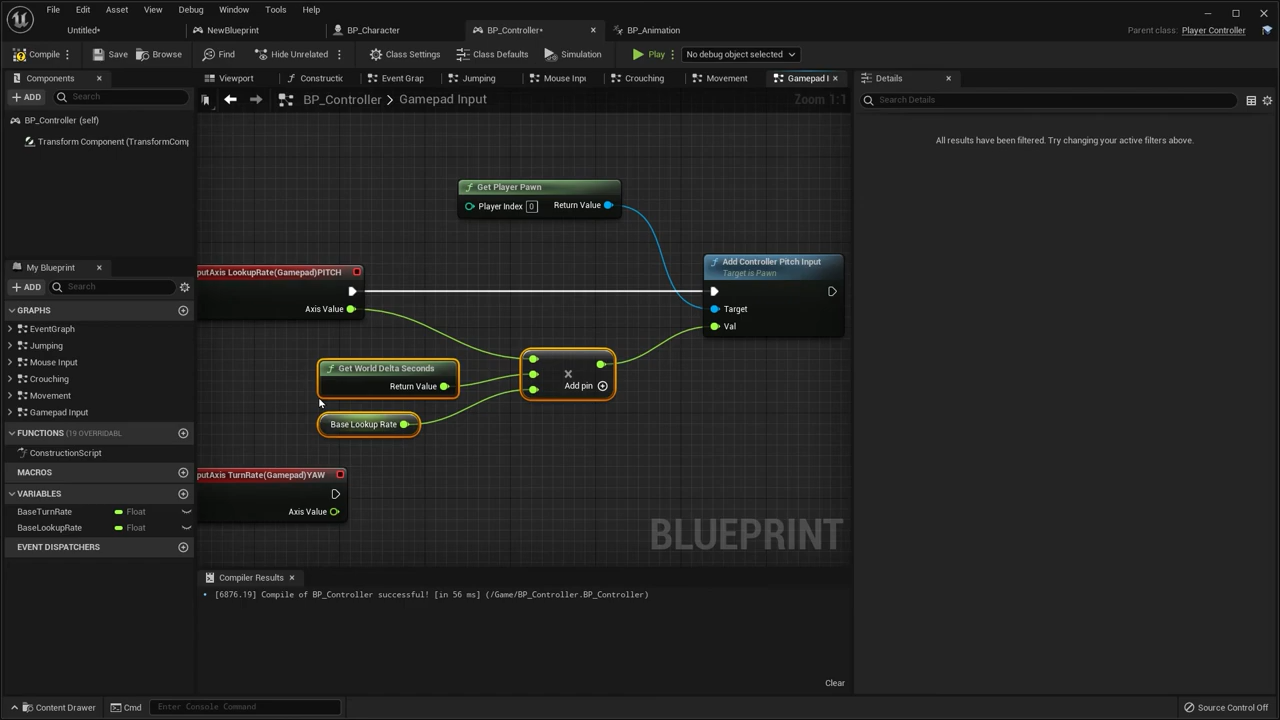 File Edit Asset View Debug Window Tools Help
Untitled•
NewBlueprint
BP_Character
BP_Controller•
BP_Animation
Parent class: Player Controller
Compile
Save
Browse
Find
Hide Unrelated
Class Settings
Class Defaults
Simulation
Play
No debug object selected
Components
ADD
Search
BP_Controller (self)
Transform Component (TransformComp
Viewport
Constructic
Event Grap
Jumping
Mouse Inpu
Crouching
Movement
Gamepad I
BP_Controller > Gamepad Input
Zoom 1:1
Get Player Pawn
Player Index 0
Return Value
Add Controller Pitch Input
Target is Pawn
Target
Val
putAxis LookupRate(Gamepad)PITCH
Axis Value
Get World Delta Seconds
Return Value
Base Lookup Rate
Add pin
putAxis TurnRate(Gamepad)YAW
Axis Value
BLUEPRINT
My Blueprint
ADD
Search
GRAPHS
EventGraph
Jumping
Mouse Input
Crouching
Movement
Gamepad Input
FUNCTIONS (19 OVERRIDABL
ConstructionScript
MACROS
VARIABLES
BaseTurnRate Float
BaseLookupRate Float
EVENT DISPATCHERS
Details
Search Details
All results have been filtered. Try changing your active filters above.
Compiler Results
[6876.19] Compile of BP_Controller successful! [in 56 ms] (/Game/BP_Controller.BP_Controller)
Clear
Content Drawer
Cmd
Enter Console Command
Source Control Off